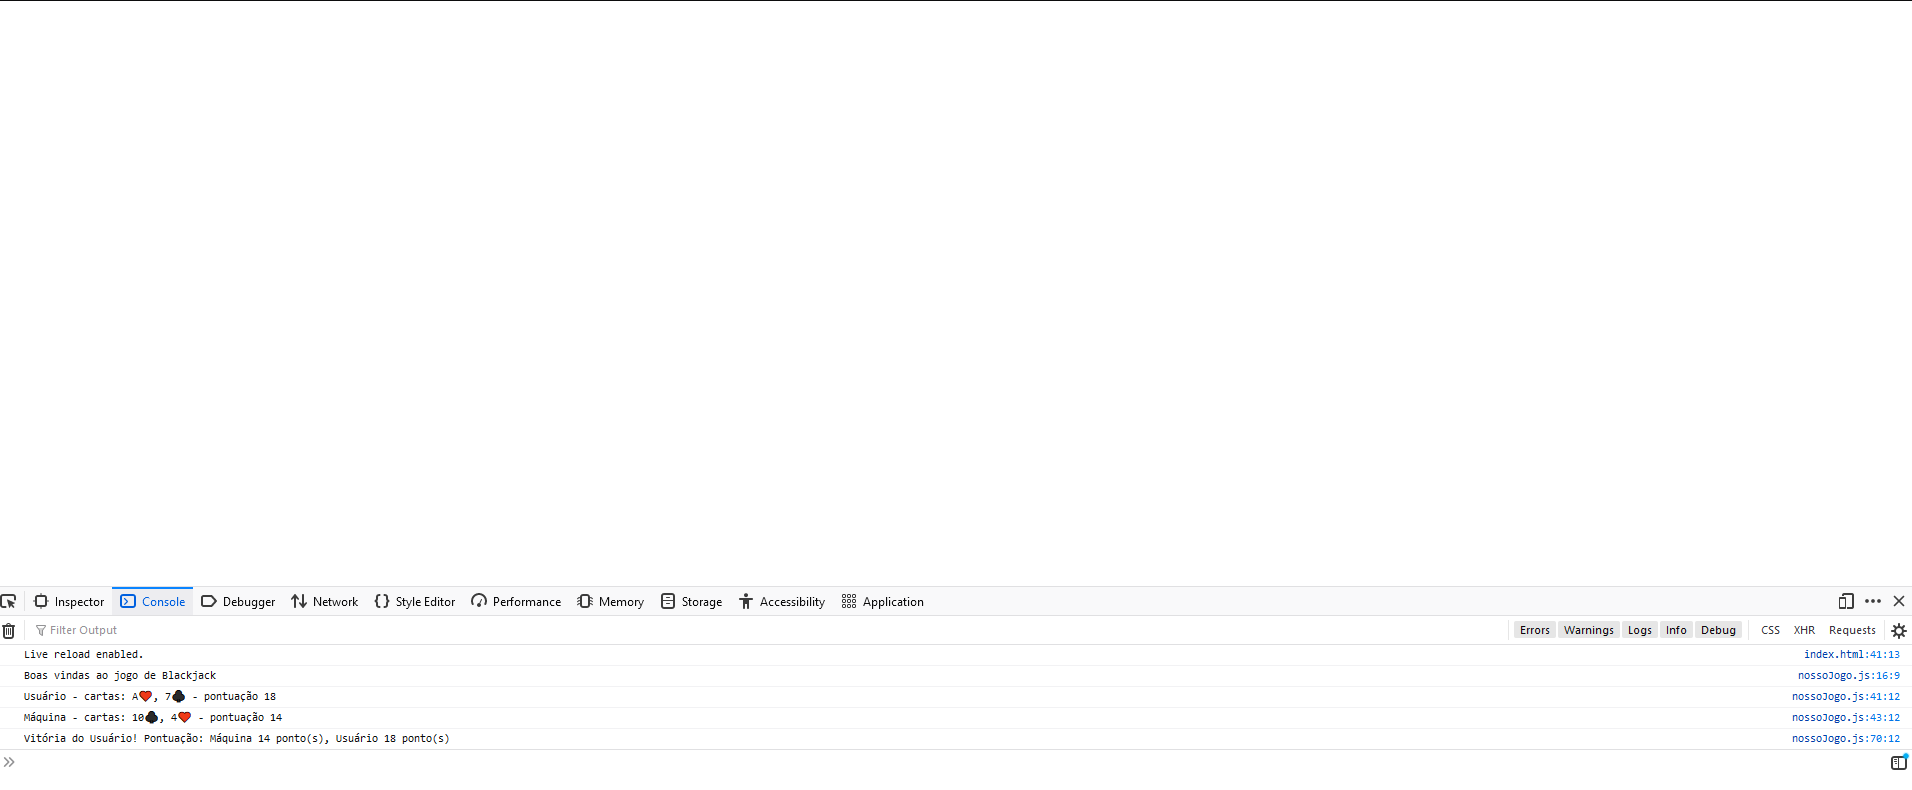 Inspector Console Debugger Network Style Editor Performance Memory Storage Accessibility Application
Filter Output Errors Warnings Logs Info Debug CSS XHR Requests
Live reload enabled. index.html:41:13
Boas vindas ao jogo de Blackjack nossoJogo.js:16:9
Usuário - cartas: A♥️, 7♣️ - pontuação 18 nossoJogo.js:41:12
Máquina - cartas: 10♣️, 4♥️ - pontuação 14 nossoJogo.js:43:12
Vitória do Usuário! Pontuação: Máquina 14 ponto(s), Usuário 18 ponto(s) nossoJogo.js:70:12